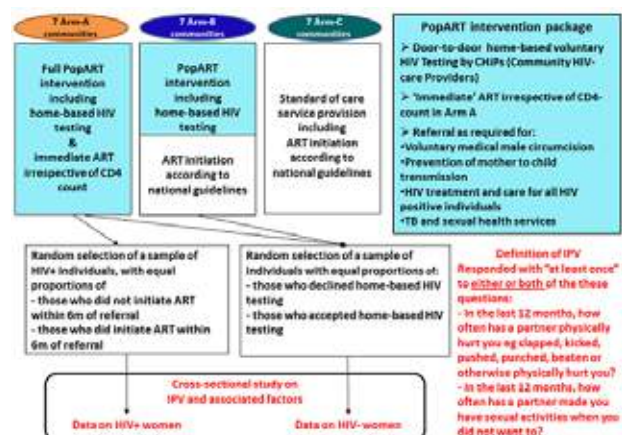 7 Arm-A
communities
7 Arm-B
communities
7 Arm-C
communities
Full PopART
intervention
including
home-based HIV
testing
&
immediate ART
irrespective of CD4
count
PopART
intervention
including
home-based HIV
testing
ART initiation
according to
national guidelines
Standard of care
service provision
including
ART initiation
according to
national guidelines
PopART intervention package
➢ Door-to-door home-based voluntary
HIV Testing by CHiPs (Community HIV-
care Providers)
➢ 'Immediate' ART irrespective of CD4-
count in Arm A
➢ Referral as required for:
•Voluntary medical male circumcision
•Prevention of mother to child
transmission
•HIV treatment and care for all HIV
positive individuals
•TB and sexual health services
Random selection of a sample of
HIV+ individuals, with equal
proportions of
- those who did not initiate ART
within 6m of referral
- those who did initiate ART within
6m of referral
Random selection of a sample of
individuals with equal proportions of:
- those who declined home-based HIV
testing
- those who accepted home-based HIV
testing
Definition of IPV
Responded with "at least once"
to either or both of the these
questions:
- In the last 12 months, how
often has a partner physically
hurt you eg slapped, kicked,
pushed, punched, beaten or
otherwise physically hurt you?
- In the last 12 months, how
often has a partner made you
have sexual activities when you
did not want to?
Cross-sectional study on
IPV and associated factors
Data on HIV+ women
Data on HIV- women